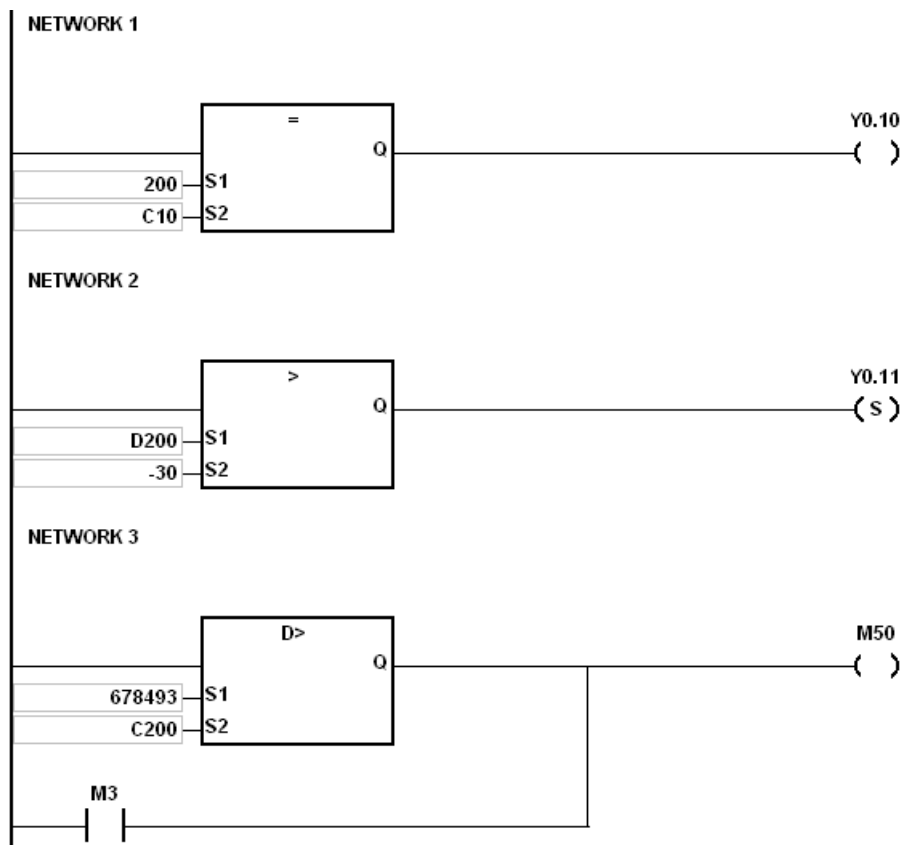 NETWORK 1
=
Y0.10
Q
( )
200 S1
C10 S2
NETWORK 2
>
Y0.11
Q
(S)
D200 S1
-30 S2
NETWORK 3
D>
M50
Q
( )
678493 S1
C200 S2
M3